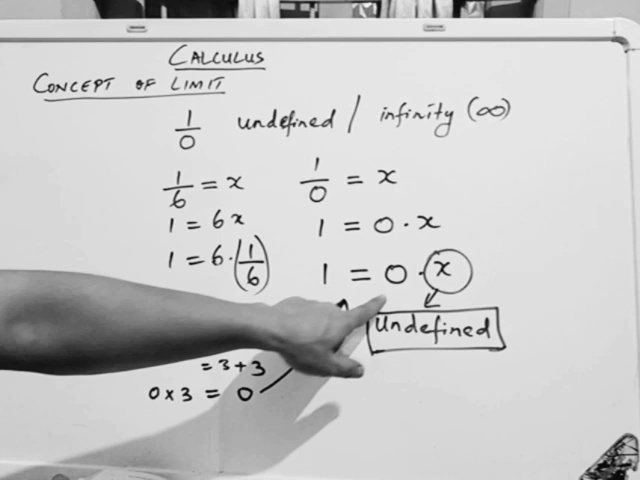 CALCULUS
CONCEPT OF LIMIT
1/0 undefined / infinity (∞)
1/6 = x
1/0 = x
1 = 6x
1 = 0 · x
1 = 6 · (1/6)
1 = 0 · x
Undefined
= 3 + 3
0 x 3 = 0